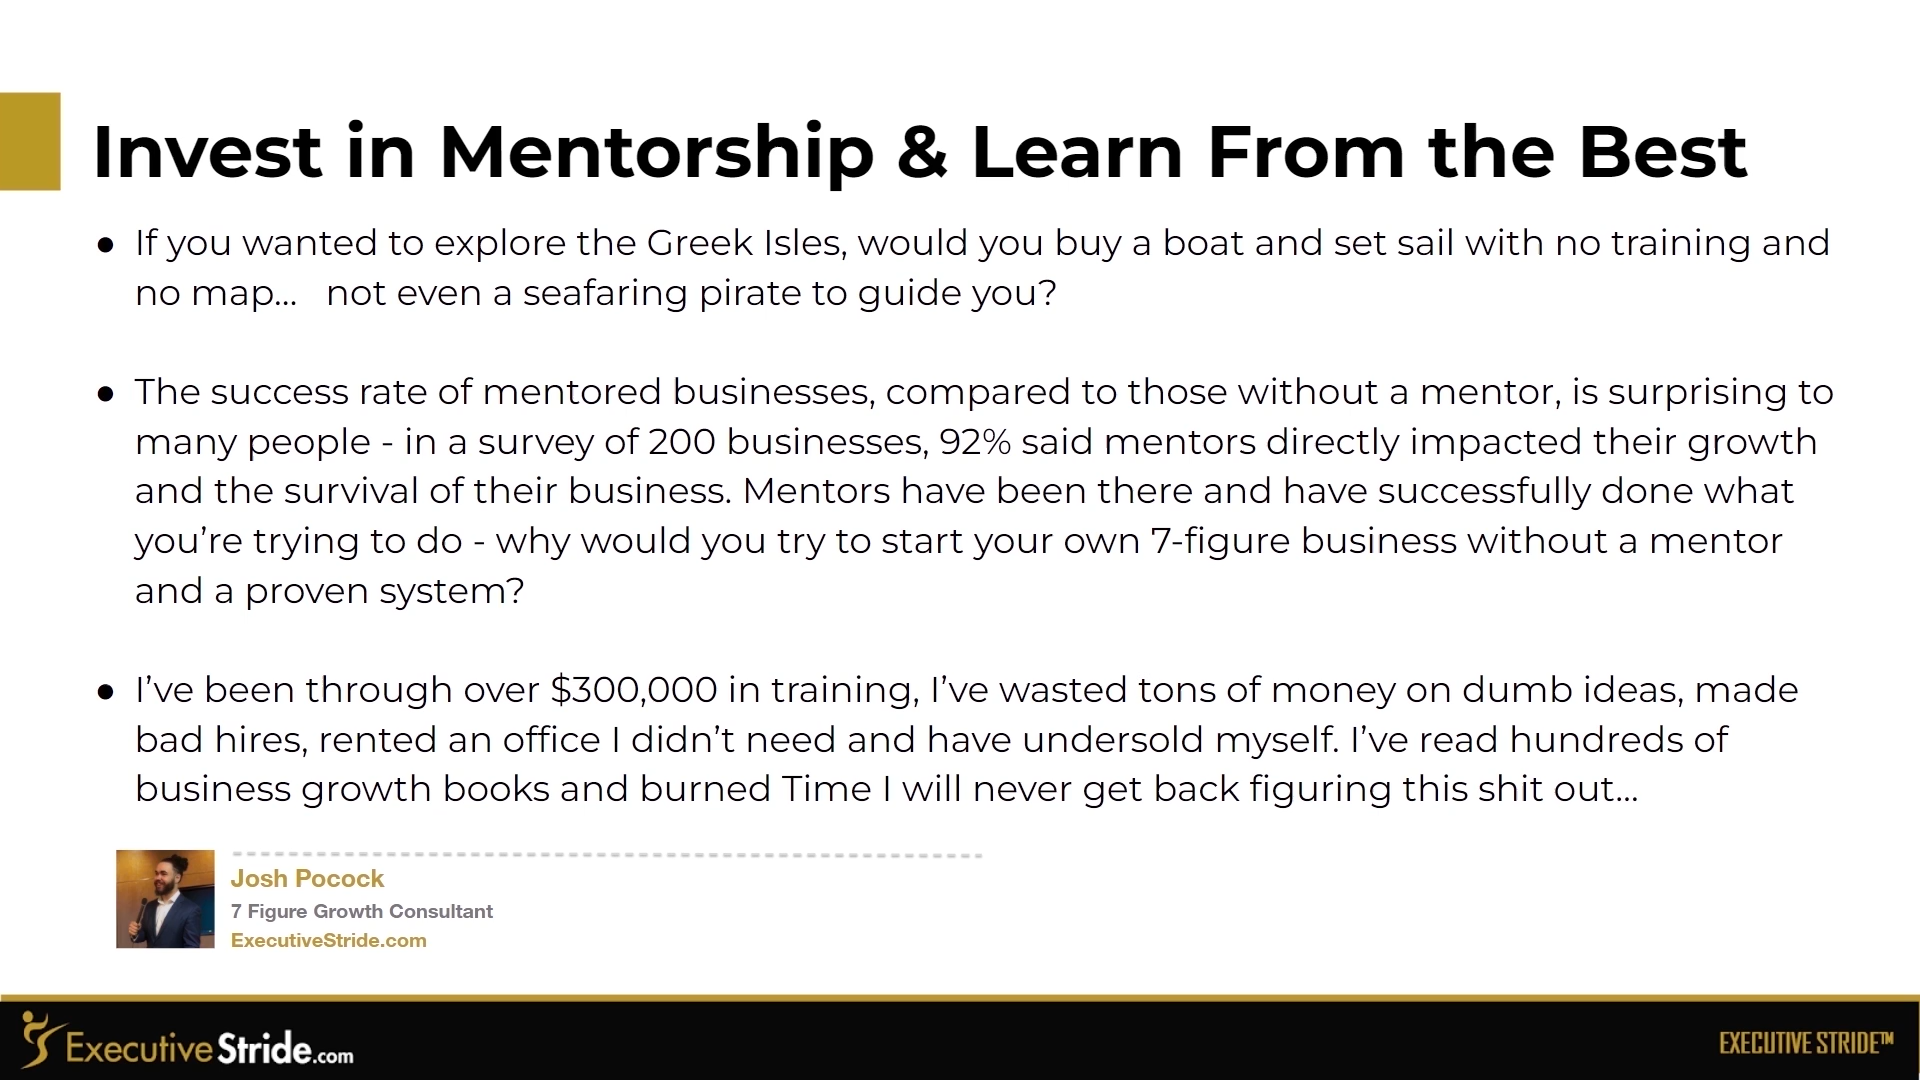 Invest in Mentorship & Learn From the Best
● If you wanted to explore the Greek Isles, would you buy a boat and set sail with no training and
no map... not even a seafaring pirate to guide you?
● The success rate of mentored businesses, compared to those without a mentor, is surprising to
many people - in a survey of 200 businesses, 92% said mentors directly impacted their growth
and the survival of their business. Mentors have been there and have successfully done what
you’re trying to do - why would you try to start your own 7-figure business without a mentor
and a proven system?
● I’ve been through over $300,000 in training, I’ve wasted tons of money on dumb ideas, made
bad hires, rented an office I didn’t need and have undersold myself. I’ve read hundreds of
business growth books and burned Time I will never get back figuring this shit out...
Josh Pocock
7 Figure Growth Consultant
ExecutiveStride.com
ExecutiveStride.com
EXECUTIVE STRIDE™